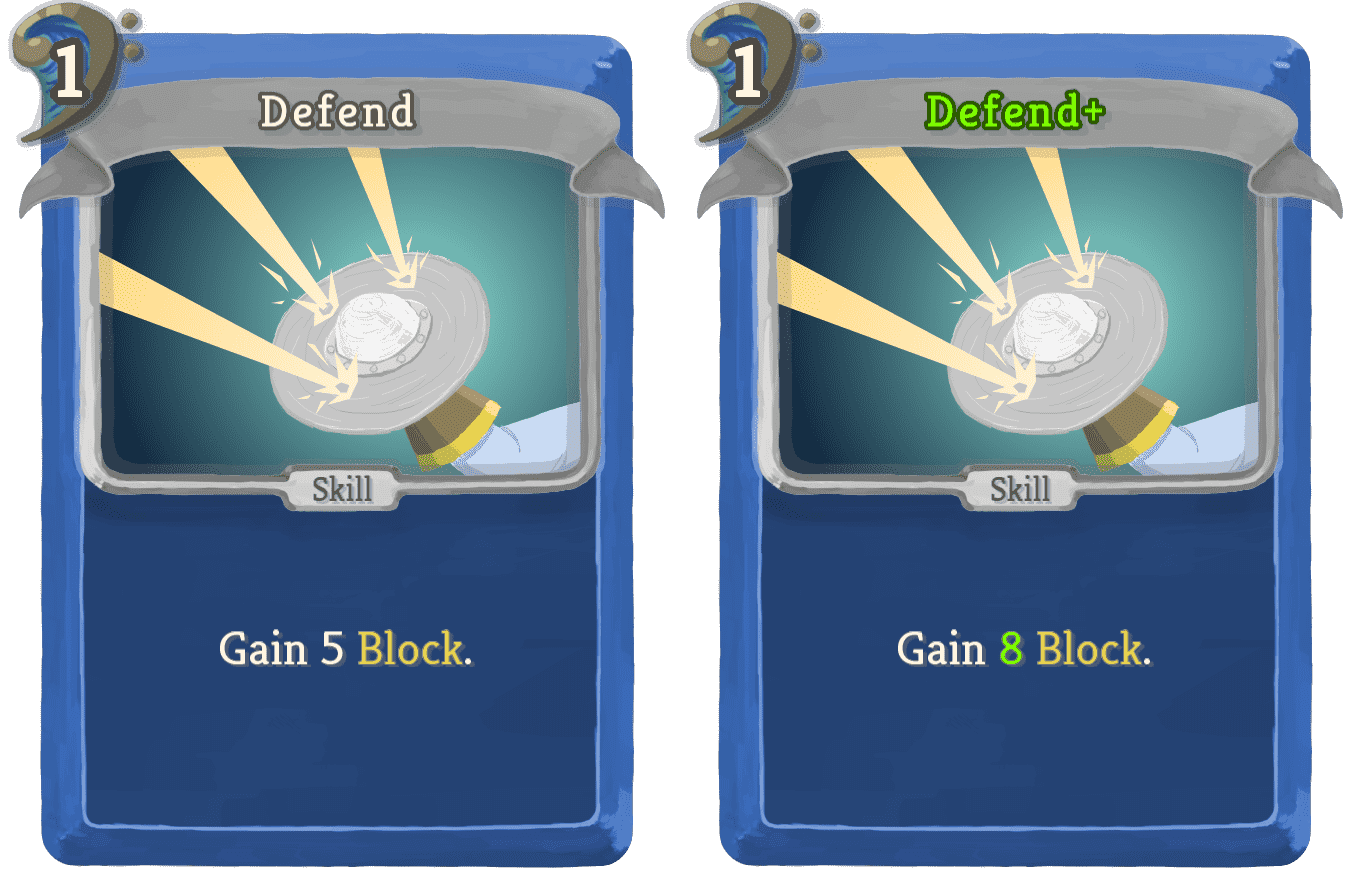 1
Defend
Skill
Gain 5 Block.
1
Defend+
Skill
Gain 8 Block.